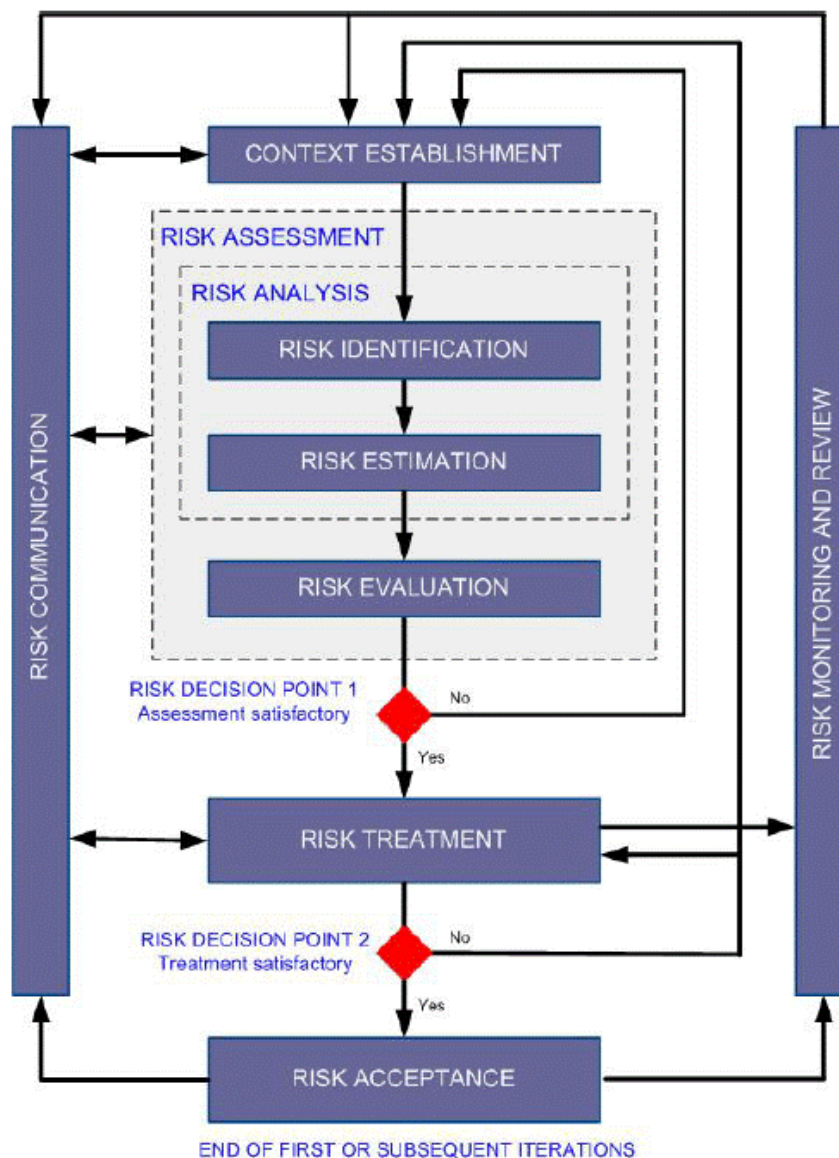 CONTEXT ESTABLISHMENT
RISK ASSESSMENT
RISK ANALYSIS
RISK IDENTIFICATION
RISK ESTIMATION
RISK EVALUATION
RISK COMMUNICATION
RISK MONITORING AND REVIEW
RISK DECISION POINT 1
Assessment satisfactory
No
Yes
RISK TREATMENT
RISK DECISION POINT 2
Treatment satisfactory
No
Yes
RISK ACCEPTANCE
END OF FIRST OR SUBSEQUENT ITERATIONS